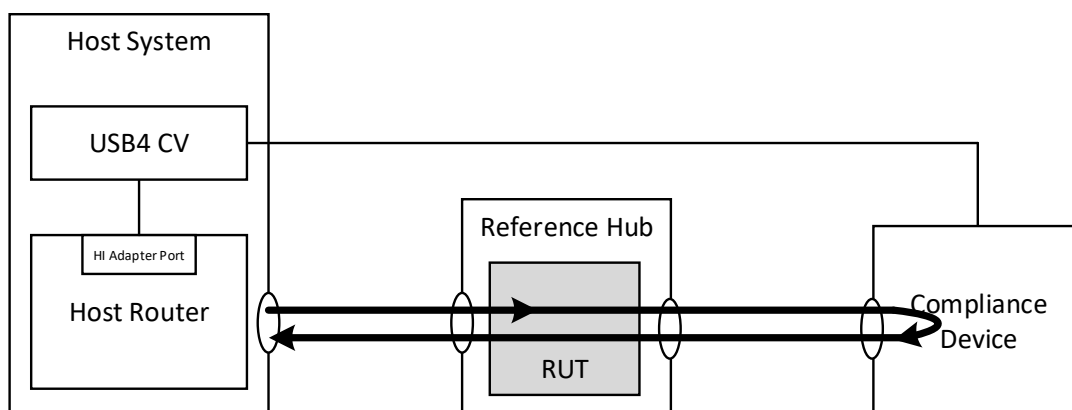 Host System
USB4 CV
HI Adapter Port
Host Router
Reference Hub
RUT
Compliance
Device